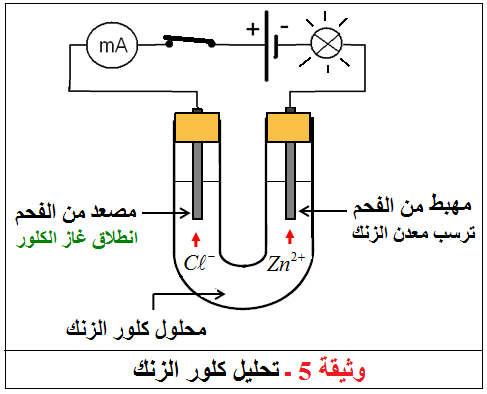 mA
+ -
مصعد من الفحم
انطلاق غاز الكلور
مهبط من الفحم
ترسب معدن الزنك
Cℓ⁻
Zn²⁺
محلول كلور الزنك
وثيقة 5 - تحليل كلور الزنك